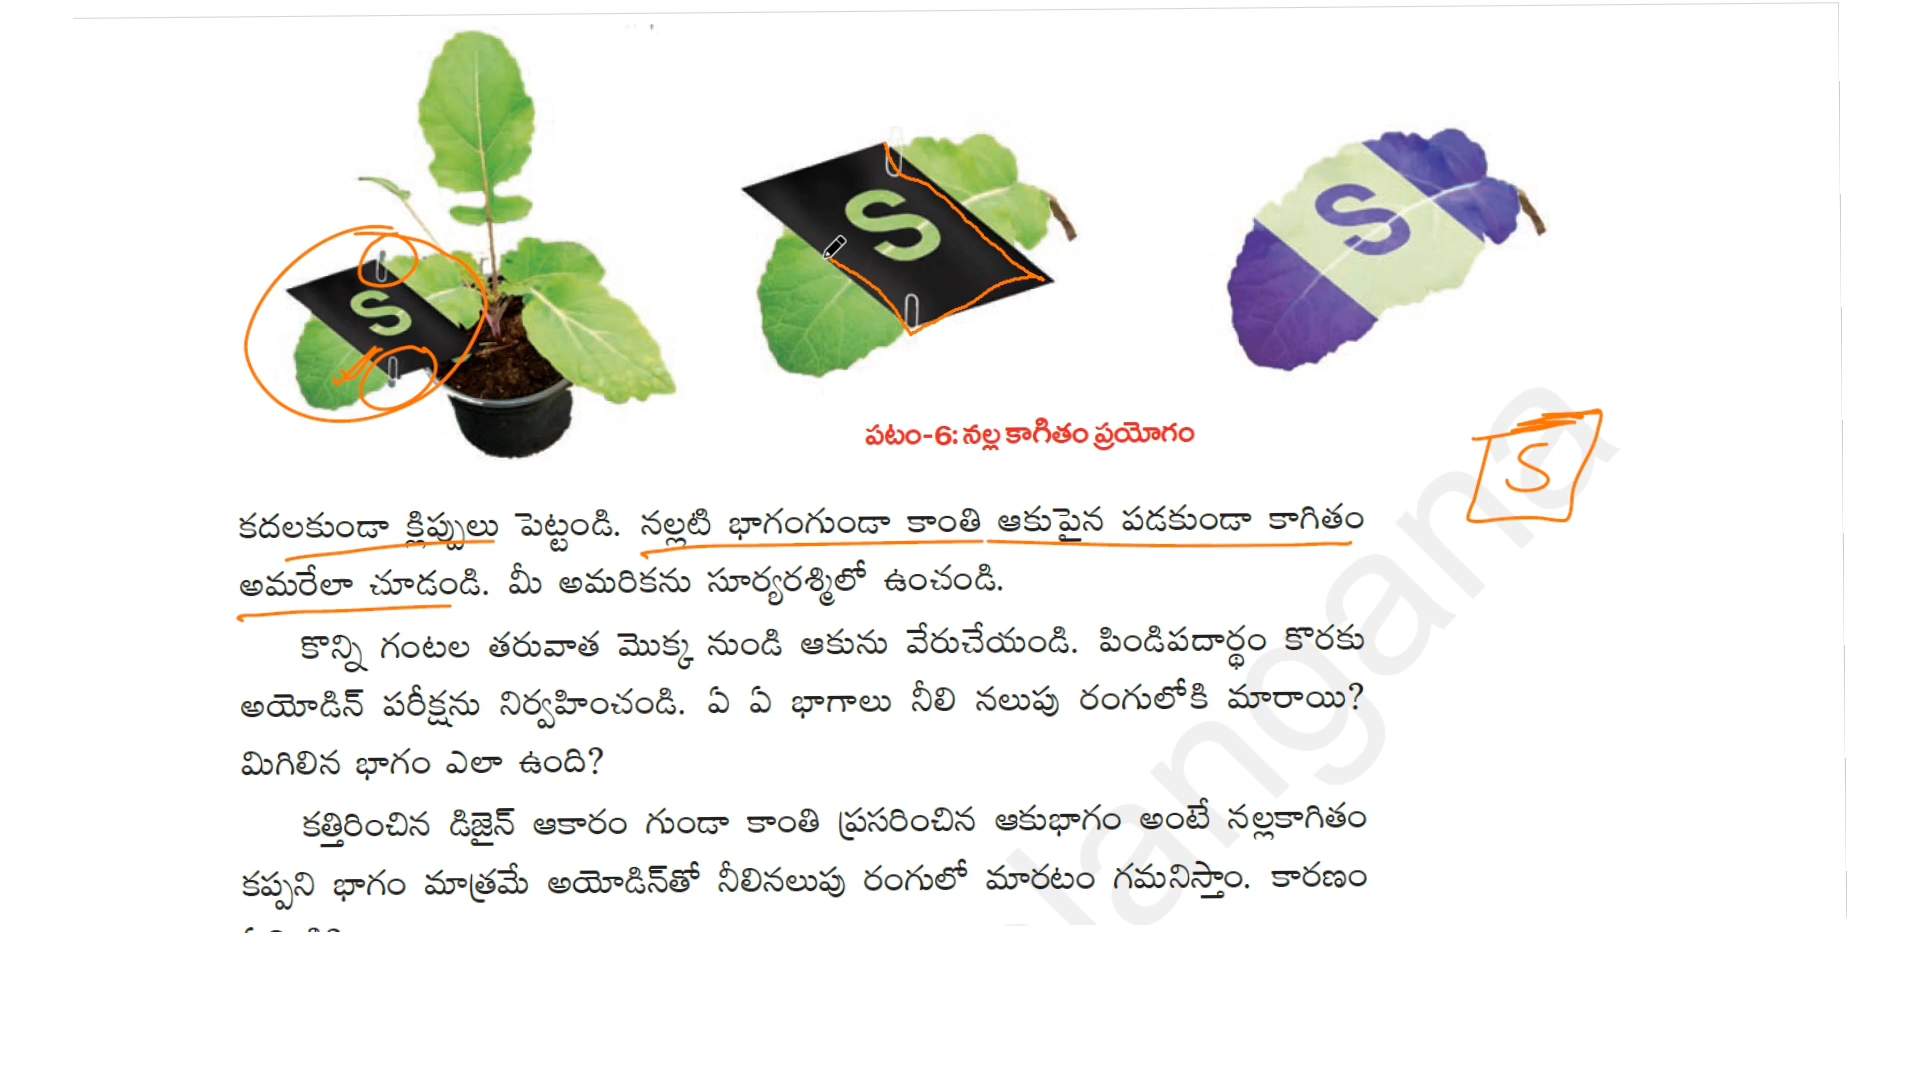 S
S
S
పటం-6: నల్ల కాగితం ప్రయోగం
S
కదలకుండా క్లిప్పులు పెట్టండి. నల్లటి భాగంగుండా కాంతి ఆకుపైన పడకుండా కాగితం
అమరేలా చూడండి. మీ అమరికను సూర్యరశ్మిలో ఉంచండి.
కొన్ని గంటల తరువాత మొక్క నుండి ఆకును వేరుచేయండి. పిండిపదార్థం కొరకు
అయోడిన్ పరీక్షను నిర్వహించండి. ఏ ఏ భాగాలు నీలి నలుపు రంగులోకి మారాయి?
మిగిలిన భాగం ఎలా ఉంది?
కత్తిరించిన డిజైన్ ఆకారం గుండా కాంతి ప్రసరించిన ఆకుభాగం అంటే నల్లకాగితం
కప్పని భాగం మాత్రమే అయోడిన్‌తో నీలినలుపు రంగులో మారటం గమనిస్తాం. కారణం
langana